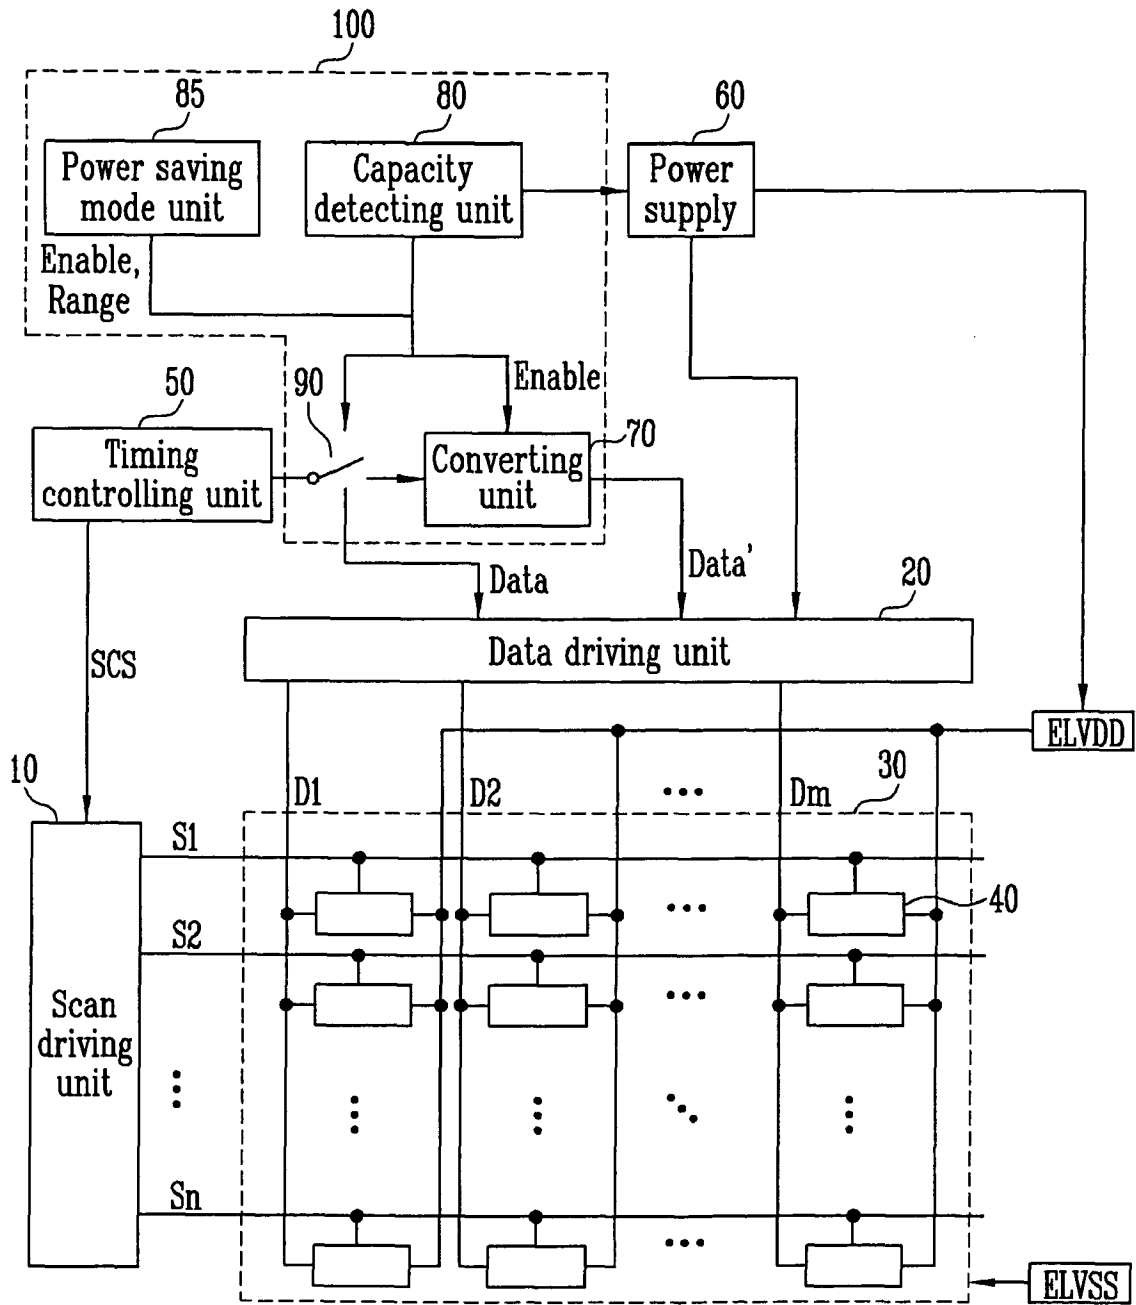 100
85
80
60
Power saving
mode unit
Capacity
detecting unit
Power
supply
Enable,
Range
50
90
Enable
70
Timing
controlling unit
Converting
unit
Data
Data'
20
SCS
Data driving unit
ELVDD
10
D1
D2
Dm
30
S1
40
S2
Scan
driving
unit
Sn
ELVSS